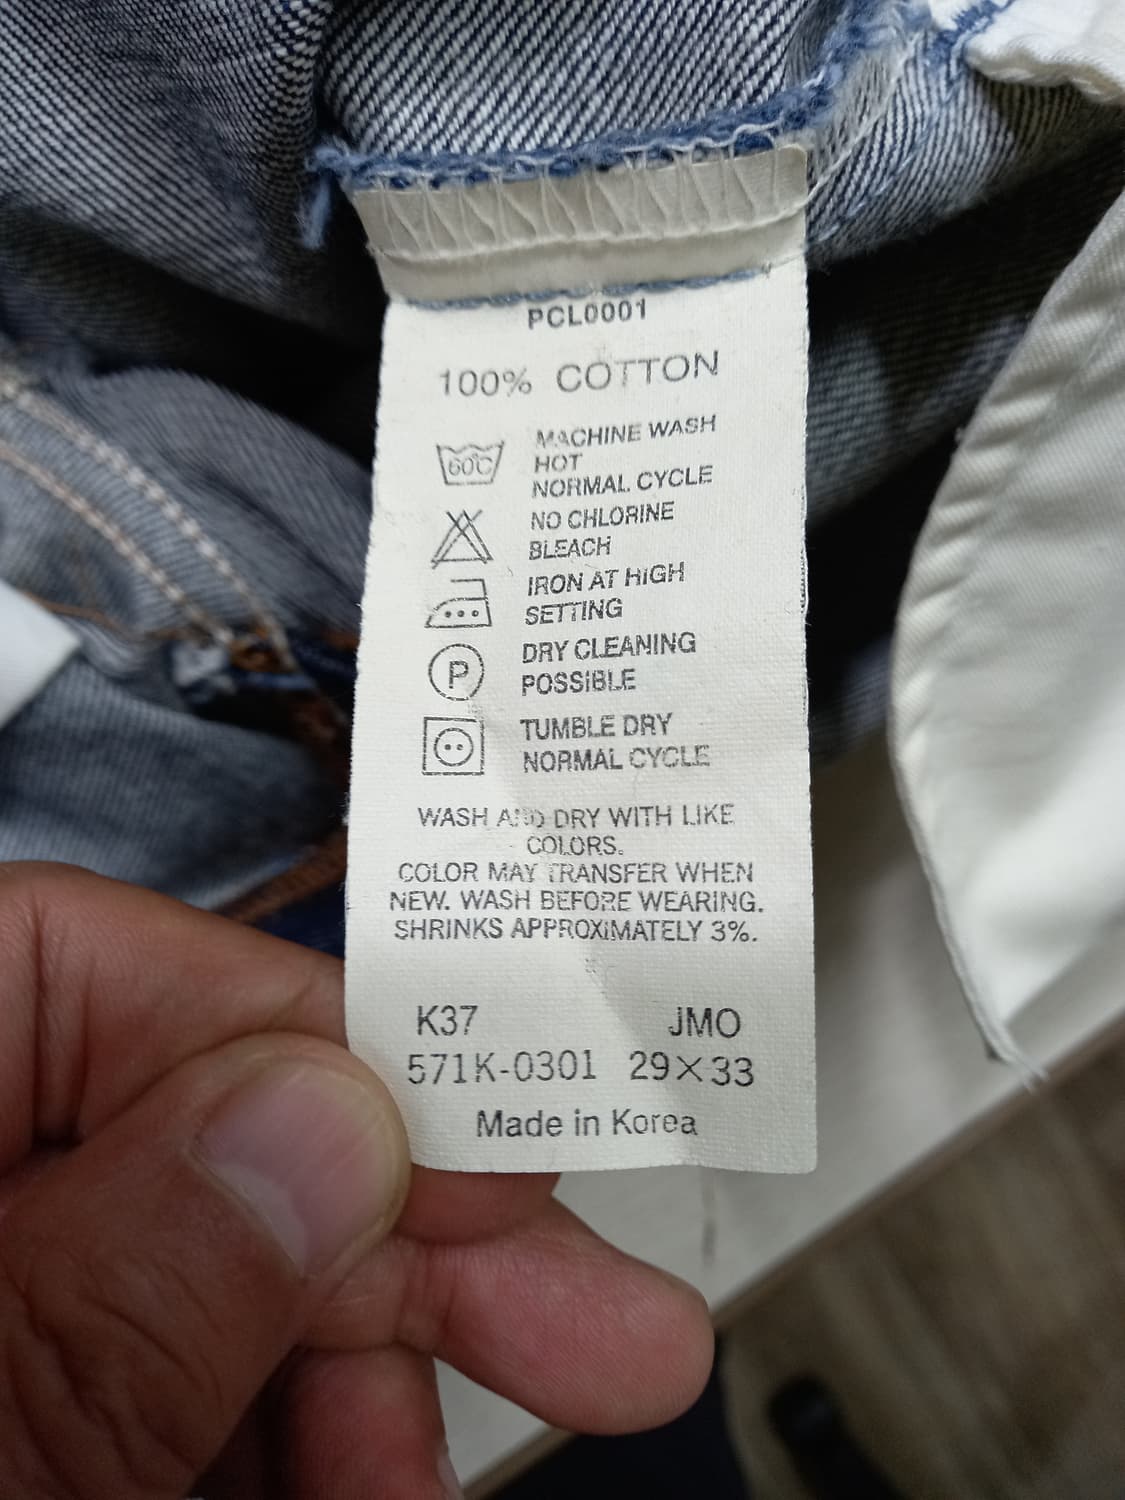 PCL0001
100% COTTON
60C
MACHINE WASH
HOT
NORMAL CYCLE
NO CHLORINE
BLEACH
IRON AT HIGH
SETTING
P
DRY CLEANING
POSSIBLE
TUMBLE DRY
NORMAL CYCLE
WASH AND DRY WITH LIKE
COLORS.
COLOR MAY TRANSFER WHEN
NEW. WASH BEFORE WEARING.
SHRINKS APPROXIMATELY 3%.
K37 JMO
571K-0301 29×33
Made in Korea